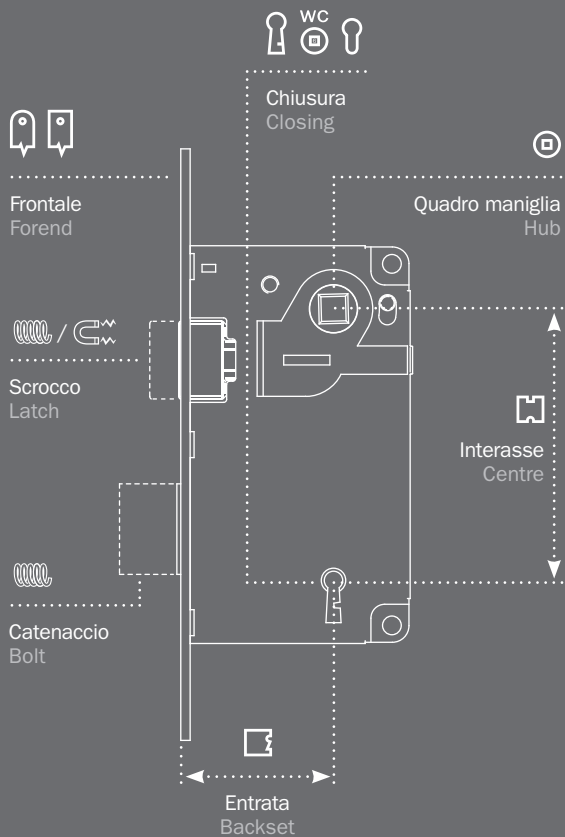 WC
Chiusura
Closing
Frontale
Forend
Quadro maniglia
Hub
Scrocco
Latch
Interasse
Centre
Catenaccio
Bolt
Entrata
Backset